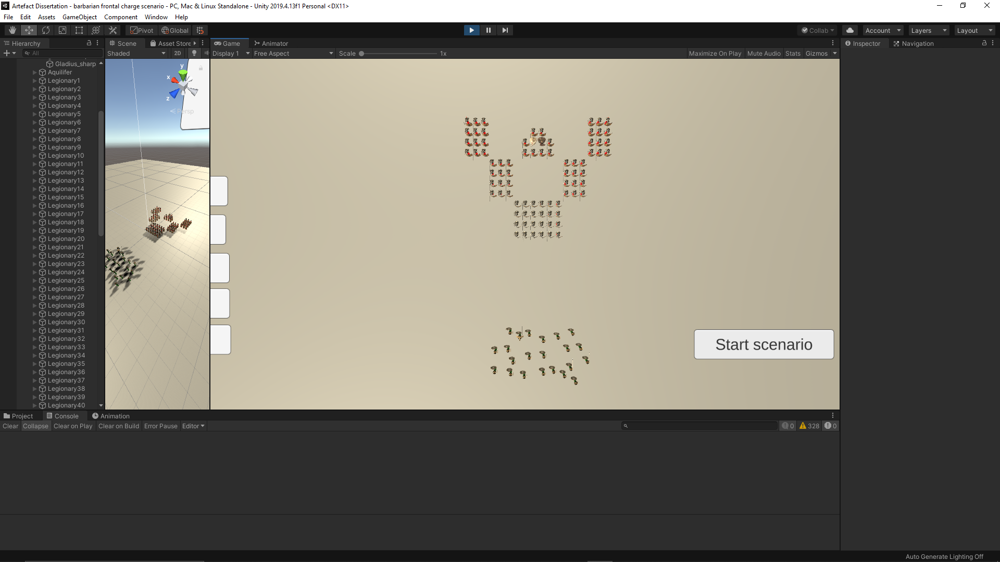 Artefact Dissertation - barbarian frontal charge scenario - PC, Mac & Linux Standalone - Unity 2019.4.13f1 Personal <DX11>
File Edit Assets GameObject Component Window Help
Pivot Global Collab Account Layers Layout
Hierarchy Scene Asset Store Game Animator Inspector Navigation
All Shaded 2D Display 1 Free Aspect Scale 1x Maximize On Play Mute Audio Stats Gizmos
Gladius_sharp
Aquilifer
Legionary1
Legionary2
Legionary3
Legionary4
Legionary5
Legionary6
Legionary7
Legionary8
Legionary9
Legionary10
Legionary11
Legionary12
Legionary13
Legionary14
Legionary15
Legionary16
Legionary17
Legionary18
Legionary19
Legionary20
Legionary21
Legionary22
Legionary23
Legionary24
Legionary25
Legionary26
Legionary27
Legionary28
Legionary29
Legionary30
Legionary31
Legionary32
Legionary33
Legionary34
Legionary35
Legionary36
Legionary37
Legionary38
Legionary39
Legionary40
y
x
z
Persp
Start scenario
Project Console Animation
Clear Collapse Clear on Play Clear on Build Error Pause Editor 0 328 0
Auto Generate Lighting Off